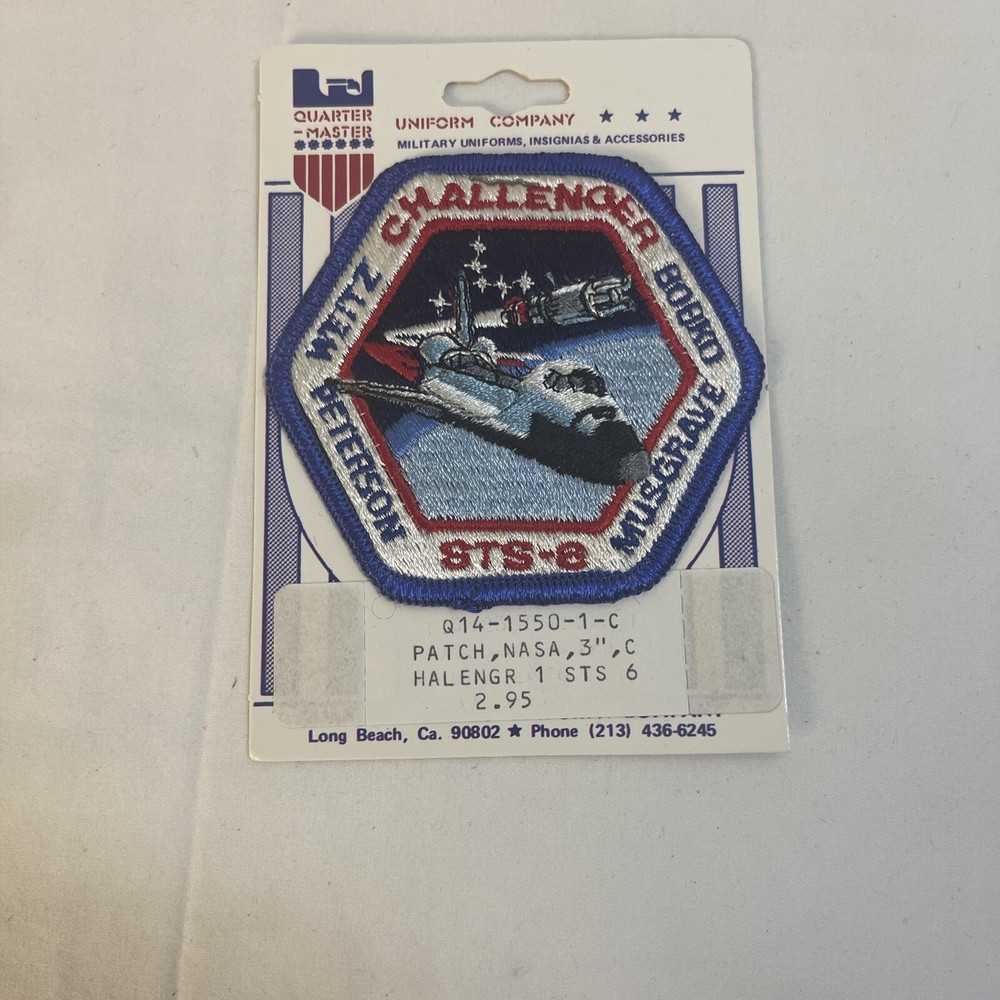 QUARTER
-MASTER
UNIFORM COMPANY ★ ★ ★
MILITARY UNIFORMS, INSIGNIAS & ACCESSORIES
CHALLENGER
WEITZ
BOBKO
PETERSON
MUSGRAVE
STS-6
Q14-1550-1-C
PATCH,NASA,3",C
HALENGR 1 STS 6
2.95
Long Beach, Ca. 90802 ★ Phone (213) 436-6245